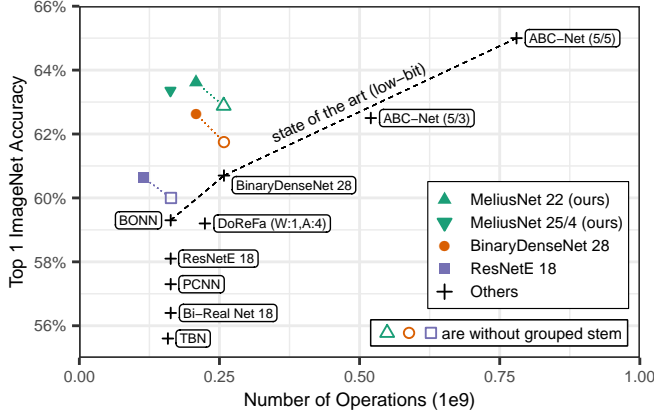 66%
64%
62%
60%
58%
56%
Top 1 ImageNet Accuracy
ABC−Net (5/5)
state of the art (low−bit)
ABC−Net (5/3)
BinaryDenseNet 28
BONN
DoReFa (W:1,A:4)
ResNetE 18
PCNN
Bi−Real Net 18
TBN
MeliusNet 22 (ours)
MeliusNet 25/4 (ours)
BinaryDenseNet 28
ResNetE 18
Others
are without grouped stem
0.00 0.25 0.50 0.75 1.00
Number of Operations (1e9)